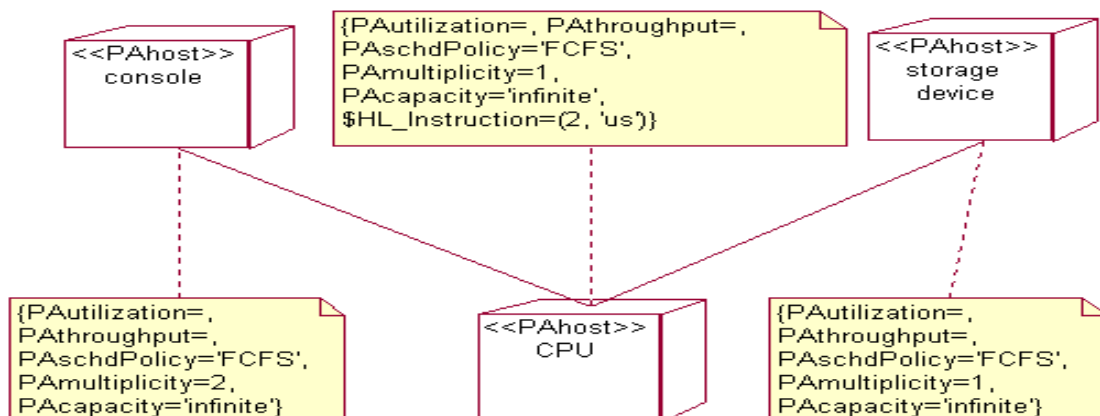 <<PAhost>>
console
{PAutilization=, PAthroughput=,
PAschdPolicy='FCFS',
PAmultiplicity=1,
PAcapacity='infinite',
$HL_Instruction=(2, 'us')}
<<PAhost>>
storage
device
{PAutilization=,
PAthroughput=,
PAschdPolicy='FCFS',
PAmultiplicity=2,
PAcapacity='infinite'}
<<PAhost>>
CPU
{PAutilization=,
PAthroughput=,
PAschdPolicy='FCFS',
PAmultiplicity=1,
PAcapacity='infinite'}